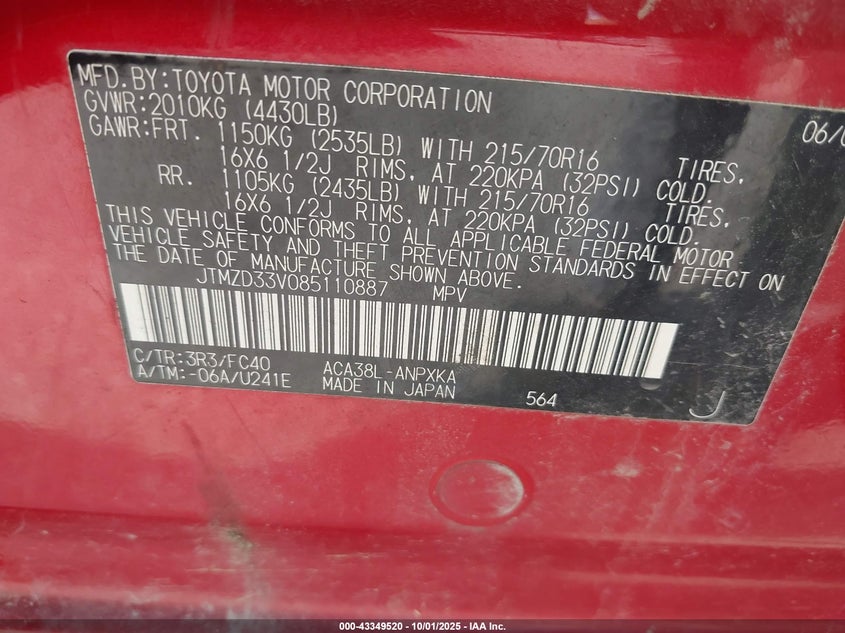 MFD. BY: TOYOTA MOTOR CORPORATION
GVWR: 2010KG (4430LB) 06/0
GAWR: FRT. 1150KG (2535LB) WITH 215/70R16 TIRES,
16X6 1/2J RIMS, AT 220KPA (32PSI) COLD.
RR. 1105KG (2435LB) WITH 215/70R16 TIRES,
16X6 1/2J RIMS, AT 220KPA (32PSI) COLD.
THIS VEHICLE CONFORMS TO ALL APPLICABLE FEDERAL MOTOR
VEHICLE SAFETY AND THEFT PREVENTION STANDARDS IN EFFECT ON
THE DATE OF MANUFACTURE SHOWN ABOVE.
JTMZD33V085110887 MPV
C/TR: 3R3/FC40 ACA38L-ANPXKA
A/TM: -06A/U241E MADE IN JAPAN 564 J
000-43349520 - 10/01/2025 - IAA Inc.